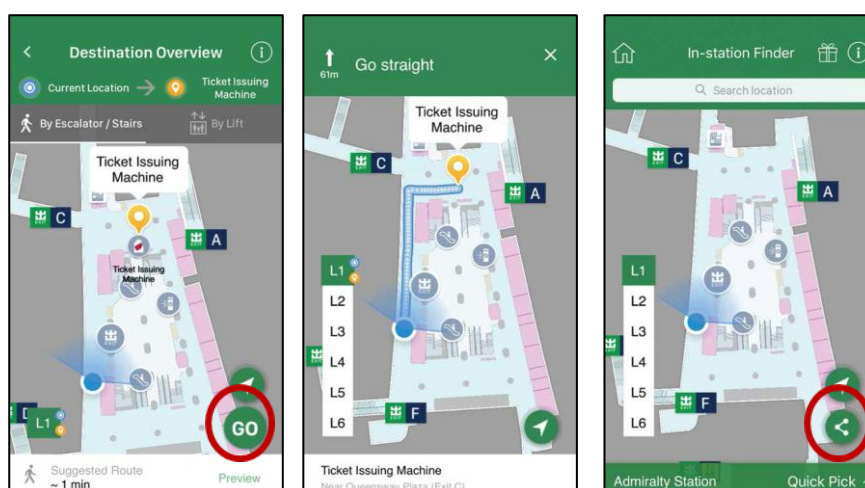 Destination Overview
Current Location
Ticket Issuing
Machine
By Escalator / Stairs
By Lift
Ticket Issuing
Machine
C
A
Ticket Issuing
Machine
EXIT
L1
GO
Suggested Route
~ 1 min
Preview
61m
Go straight
Ticket Issuing
Machine
C
A
L1
L2
L3
L4
L5
L6
EXIT
F
Ticket Issuing Machine
Near Queensway Plaza (Exit C)
In-station Finder
Search location
C
A
L1
L2
L3
L4
L5
L6
EXIT
F
Admiralty Station
Quick Pick